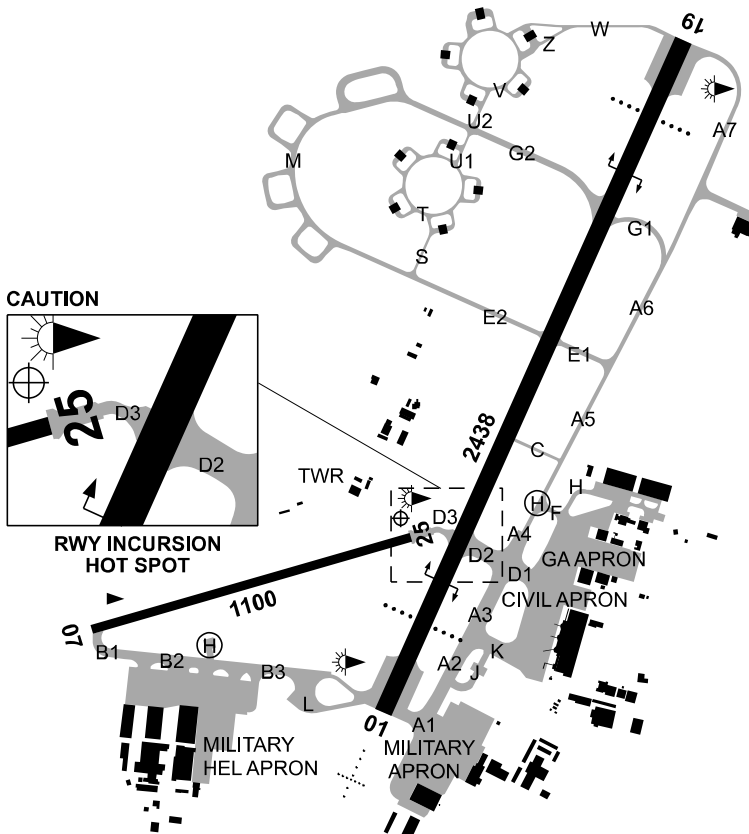 19
W
Z
V
A7
U2
G2
U1
M
T
G1
S
A6
E2
CAUTION
E1
25
D3
D2
A5
2438
C
TWR
H
H
F
D3
25
A4
RWY INCURSION
HOT SPOT
D2
GA APRON
D1
1100
CIVIL APRON
A3
07
H
B1
B2
B3
K
A2
J
L
01
A1
MILITARY
HEL APRON
MILITARY
APRON